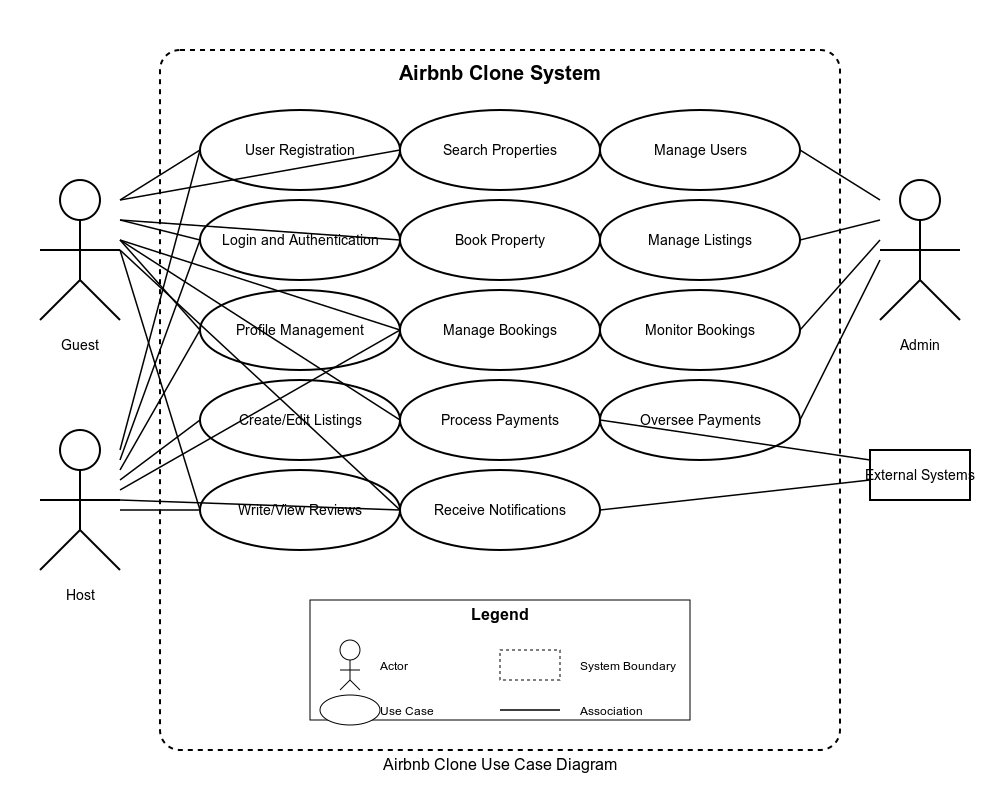 Airbnb Clone System
User Registration
Search Properties
Manage Users
Login and Authentication
Book Property
Manage Listings
Profile Management
Manage Bookings
Monitor Bookings
Guest
Admin
Create/Edit Listings
Process Payments
Oversee Payments
External Systems
Write/View Reviews
Receive Notifications
Host
Legend
Actor
System Boundary
Use Case
Association
Airbnb Clone Use Case Diagram